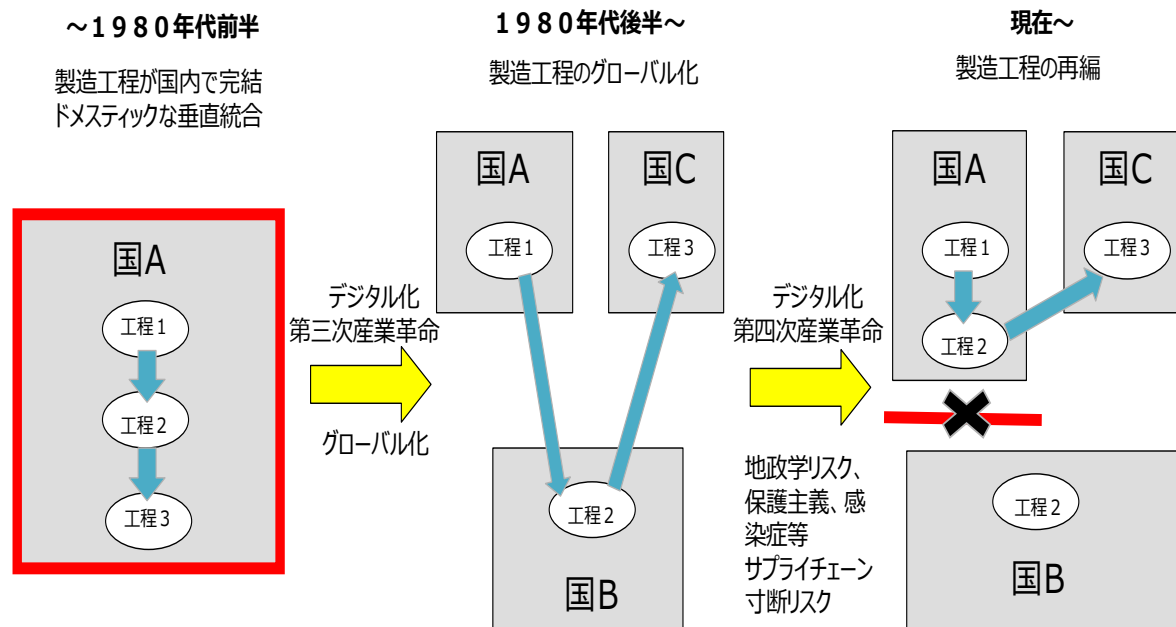 ～１９８０年代前半
製造工程が国内で完結
ドメスティックな垂直統合
国A
工程1
工程2
工程3
デジタル化
第三次産業革命
グローバル化
１９８０年代後半～
製造工程のグローバル化
国A
国C
工程1
工程3
工程2
国B
デジタル化
第四次産業革命
地政学リスク、
保護主義、感
染症等
サプライチェーン
寸断リスク
現在～
製造工程の再編
国A
国C
工程1
工程3
工程2
工程2
国B